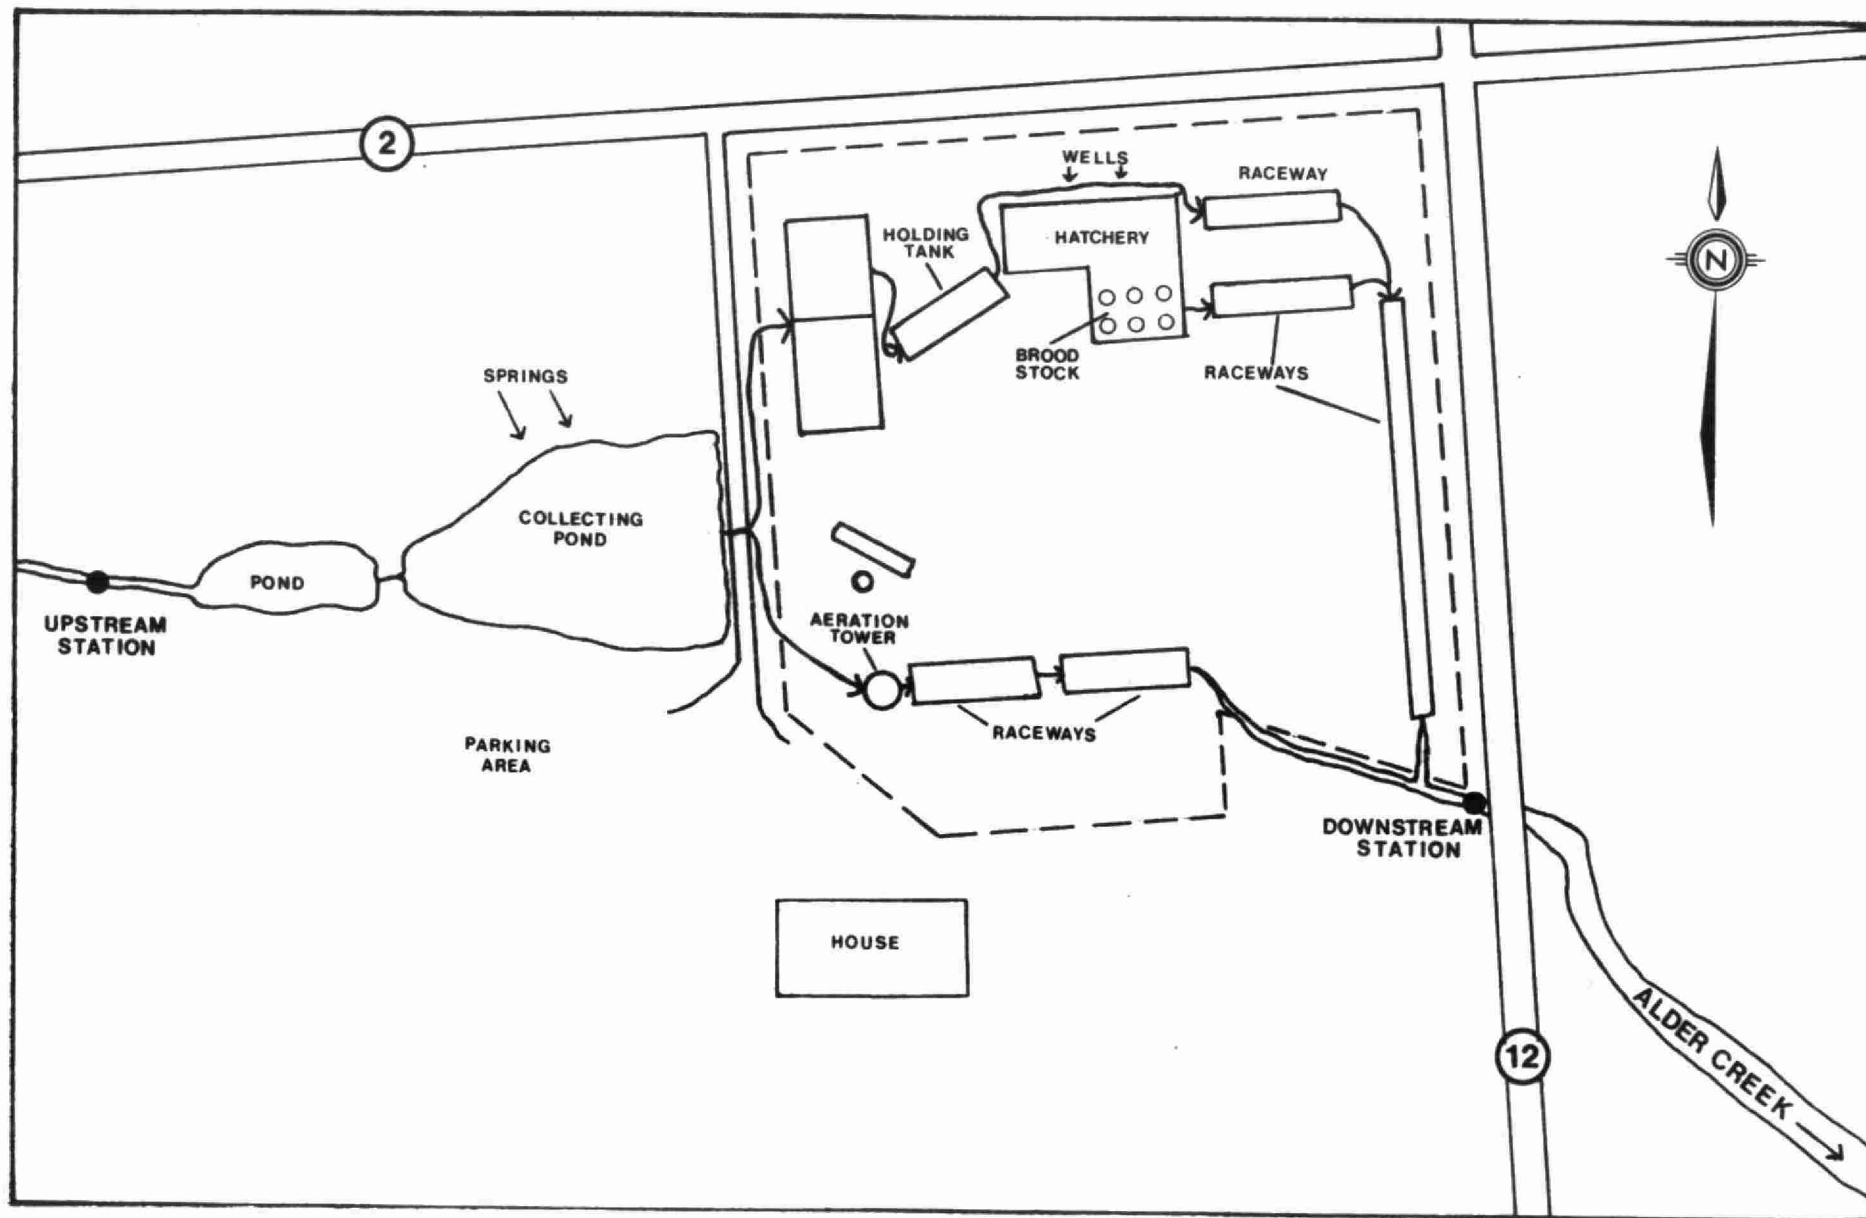 2
WELLS
RACEWAY
HOLDING
TANK
HATCHERY
N
BROOD
STOCK
RACEWAYS
SPRINGS
COLLECTING
POND
POND
UPSTREAM
STATION
AERATION
TOWER
RACEWAYS
PARKING
AREA
DOWNSTREAM
STATION
HOUSE
12
ALDER CREEK